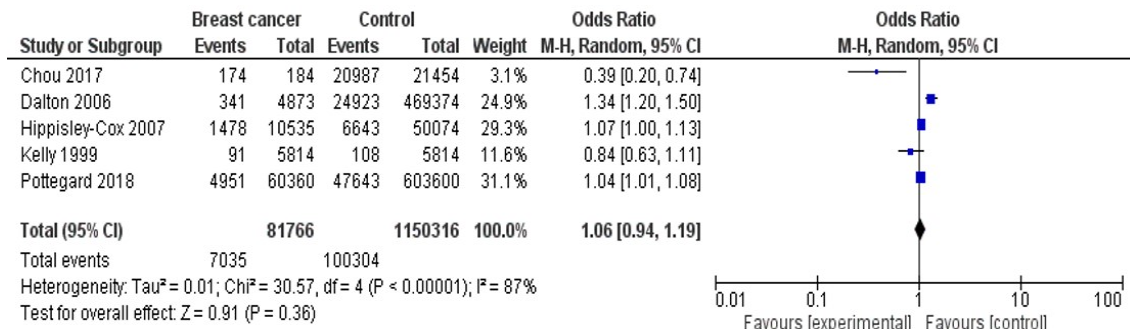 Breast cancer Control Odds Ratio Odds Ratio
Study or Subgroup Events Total Events Total Weight M-H, Random, 95% CI M-H, Random, 95% CI
Chou 2017 174 184 20987 21454 3.1% 0.39 [0.20, 0.74]
Dalton 2006 341 4873 24923 469374 24.9% 1.34 [1.20, 1.50]
Hippisley-Cox 2007 1478 10535 6643 50074 29.3% 1.07 [1.00, 1.13]
Kelly 1999 91 5814 108 5814 11.6% 0.84 [0.63, 1.11]
Pottegard 2018 4951 60360 47643 603600 31.1% 1.04 [1.01, 1.08]
Total (95% CI) 81766 1150316 100.0% 1.06 [0.94, 1.19]
Total events 7035 100304
Heterogeneity: Tau² = 0.01; Chi² = 30.57, df = 4 (P < 0.00001); I² = 87%
Test for overall effect: Z = 0.91 (P = 0.36)
0.01 0.1 1 10 100
Favours [experimental] Favours [control]